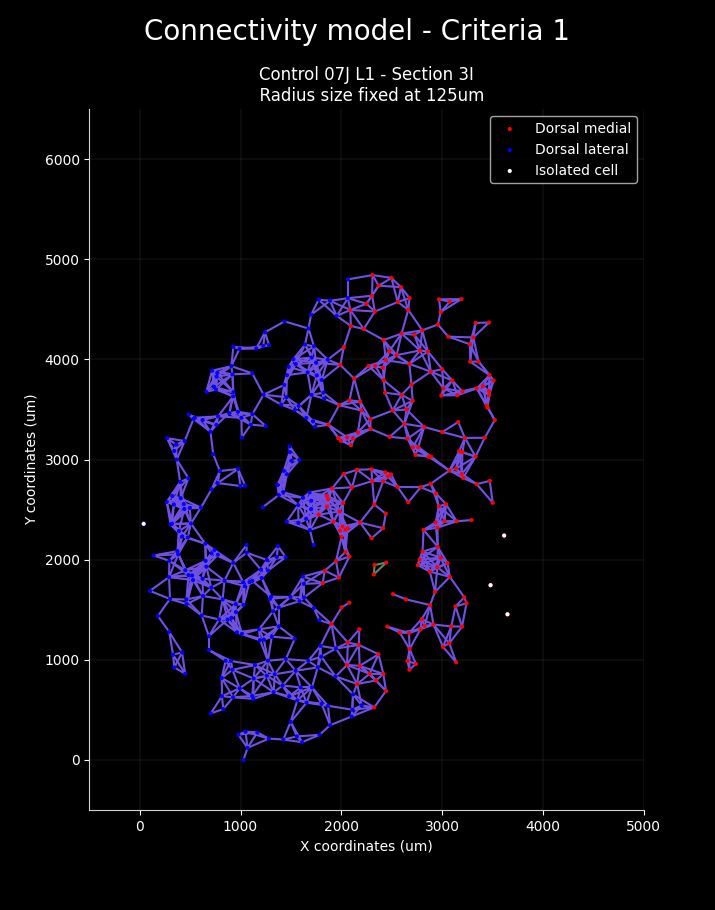 Connectivity model - Criteria 1
Control 07J L1 - Section 3I
Radius size fixed at 125um
Dorsal medial
Dorsal lateral
Isolated cell
6000
5000
4000
3000
2000
1000
0
Y coordinates (um)
0 1000 2000 3000 4000 5000
X coordinates (um)